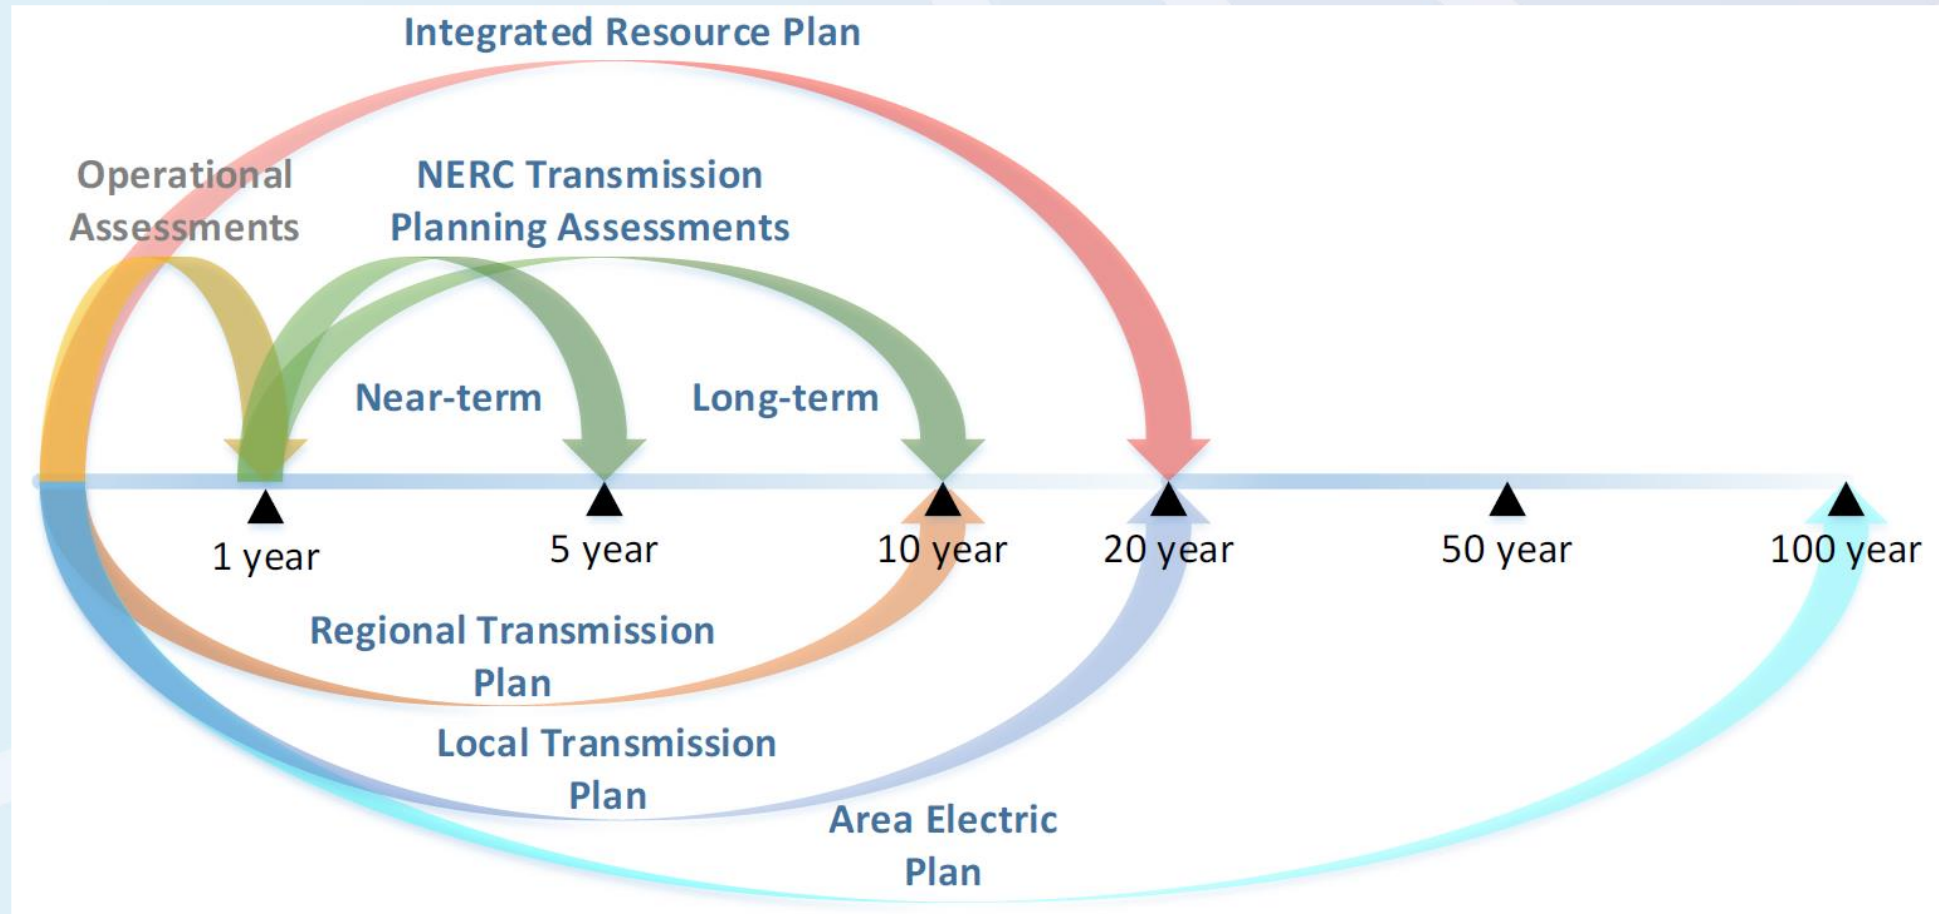 Integrated Resource Plan
Operational
Assessments
NERC Transmission
Planning Assessments
Near-term
Long-term
1 year
5 year
10 year
20 year
50 year
100 year
Regional Transmission
Plan
Local Transmission
Plan
Area Electric
Plan